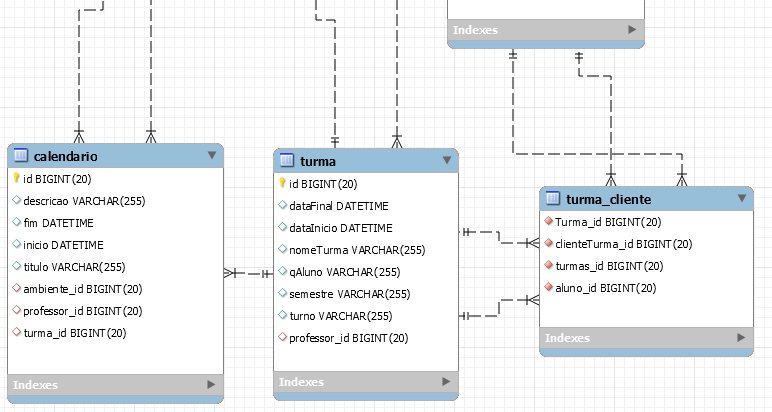 Indexes
calendario
id BIGINT(20)
descricao VARCHAR(255)
fim DATETIME
inicio DATETIME
titulo VARCHAR(255)
ambiente_id BIGINT(20)
professor_id BIGINT(20)
turma_id BIGINT(20)
Indexes
turma
id BIGINT(20)
dataFinal DATETIME
dataInicio DATETIME
nomeTurma VARCHAR(255)
qAluno VARCHAR(255)
semestre VARCHAR(255)
turno VARCHAR(255)
professor_id BIGINT(20)
Indexes
turma_cliente
Turma_id BIGINT(20)
clienteTurma_id BIGINT(20)
turmas_id BIGINT(20)
aluno_id BIGINT(20)
Indexes